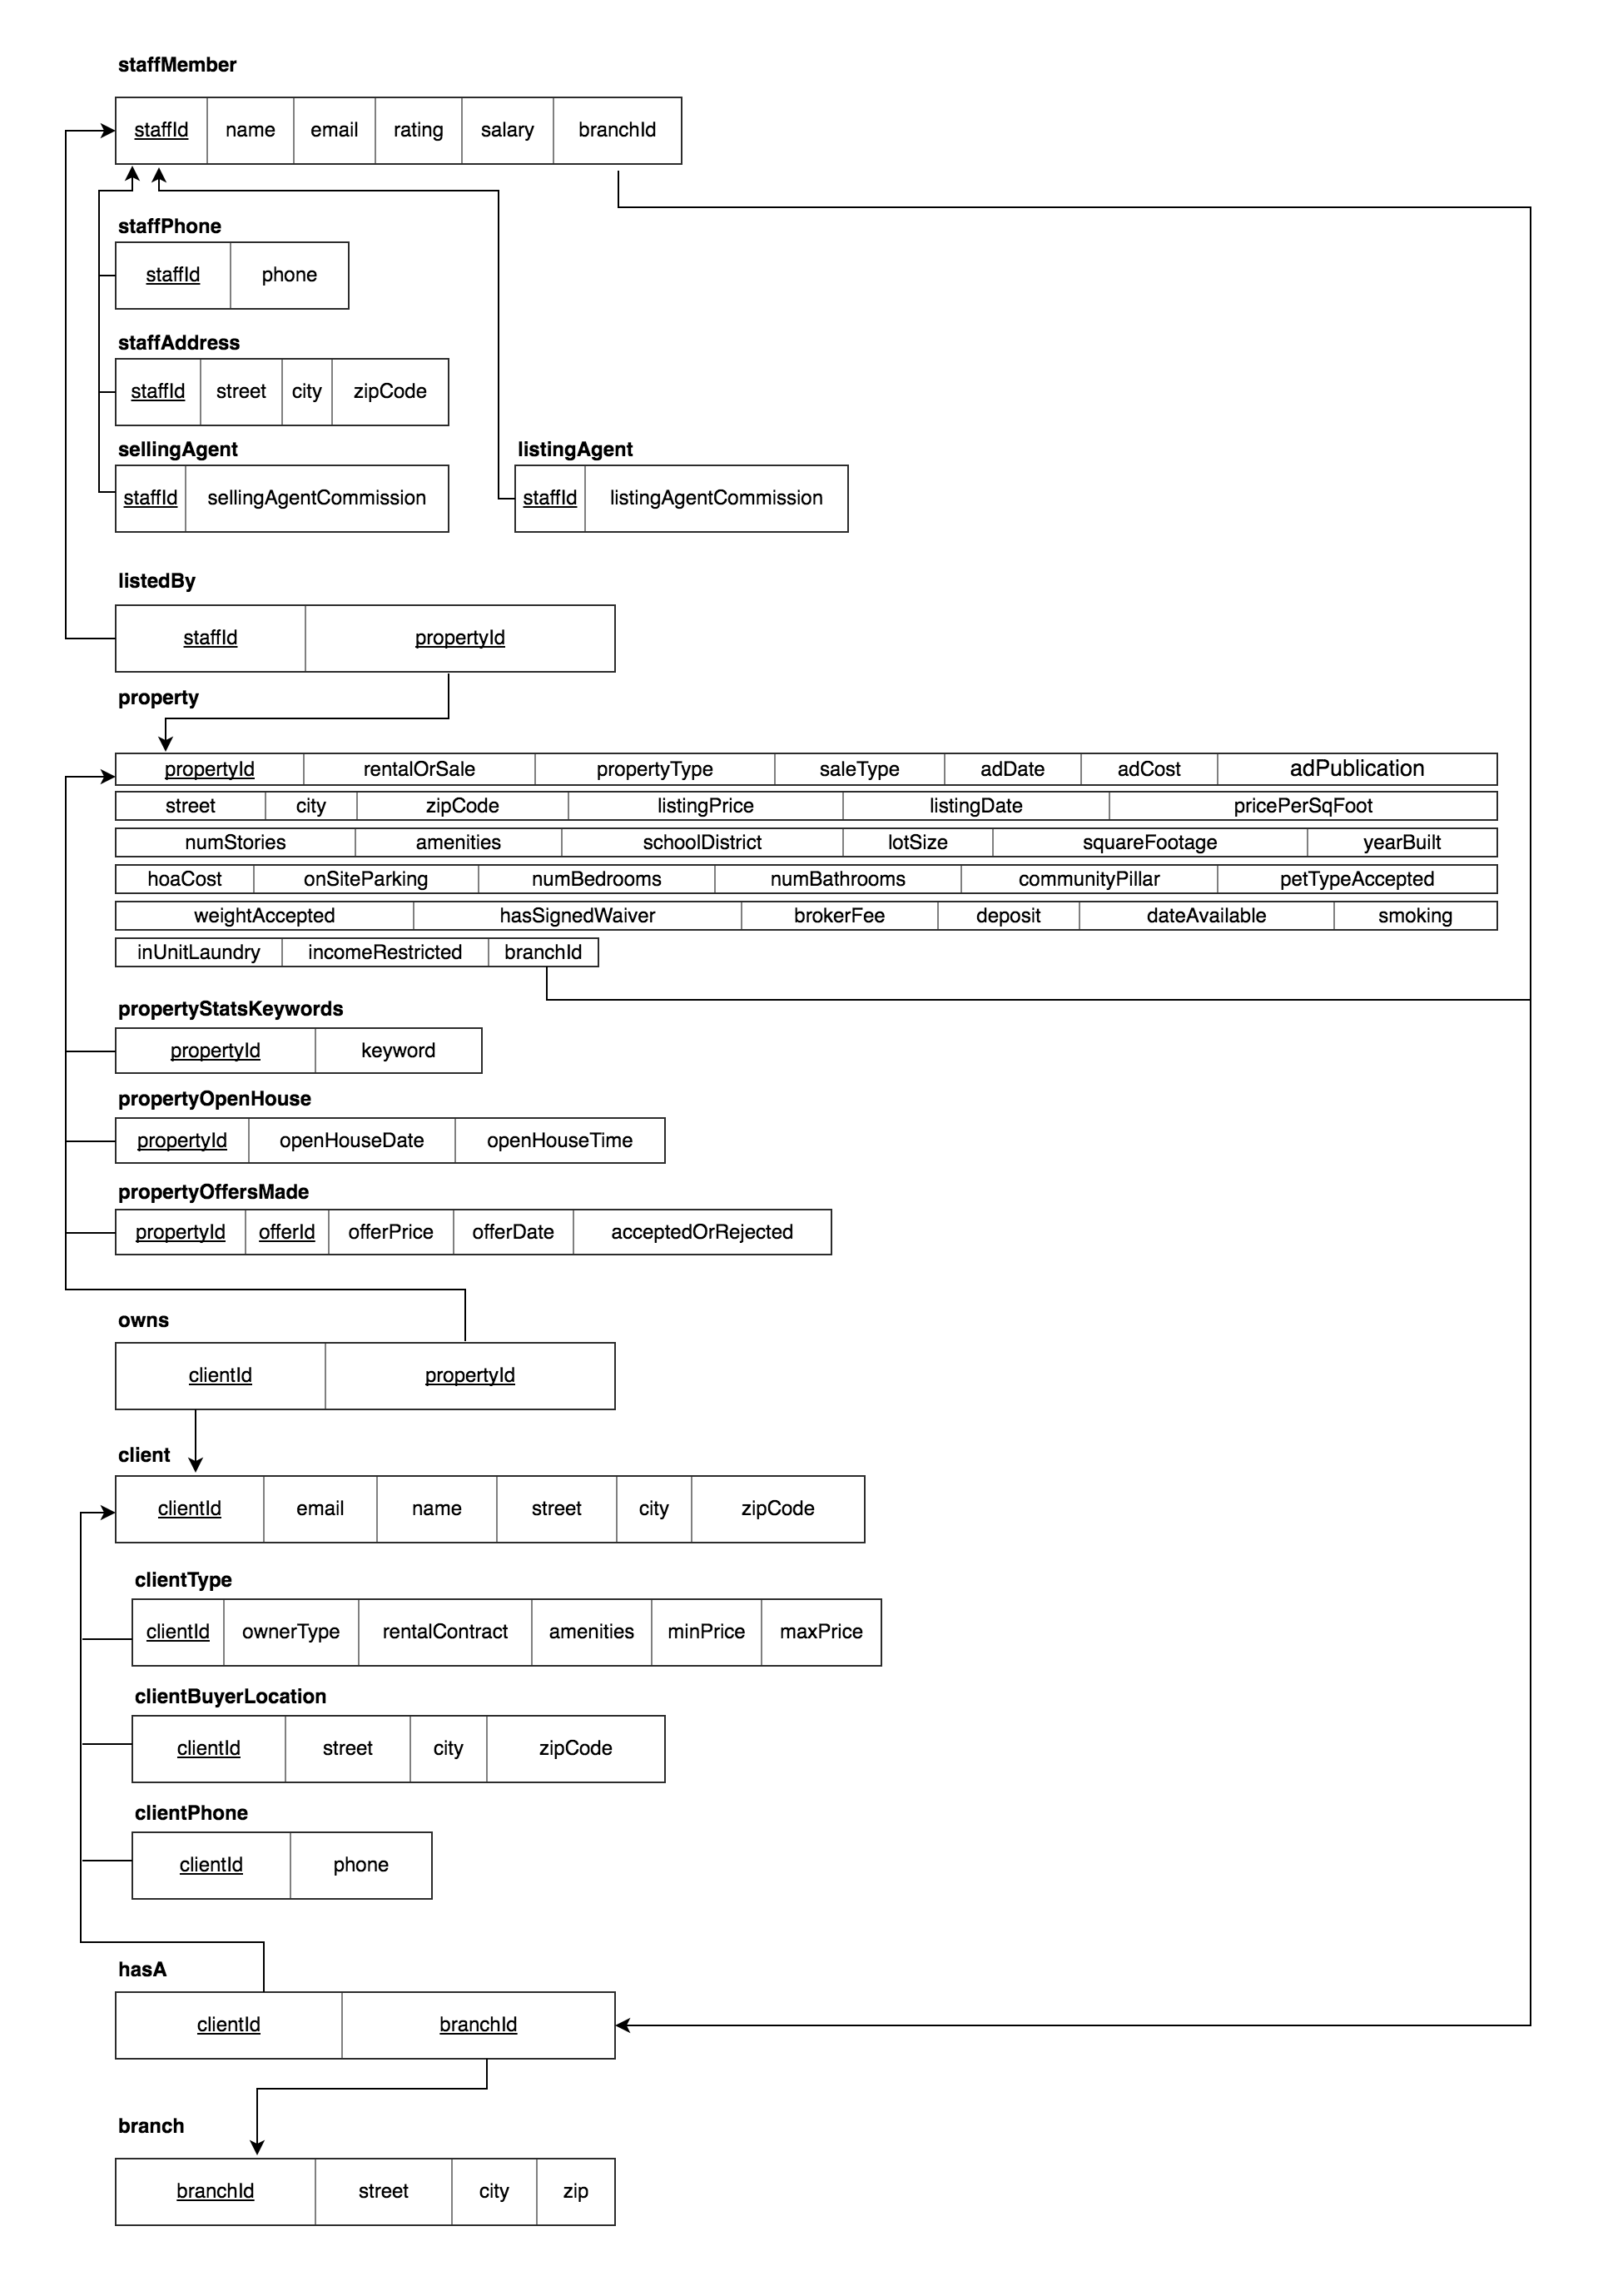 staffMember
staffId name email rating salary branchId
staffPhone
staffId phone
staffAddress
staffId street city zipCode
sellingAgent listingAgent
staffId sellingAgentCommission staffId listingAgentCommission
listedBy
staffId propertyId
property
propertyId rentalOrSale propertyType saleType adDate adCost adPublication
street city zipCode listingPrice listingDate pricePerSqFoot
numStories amenities schoolDistrict lotSize squareFootage yearBuilt
hoaCost onSiteParking numBedrooms numBathrooms communityPillar petTypeAccepted
weightAccepted hasSignedWaiver brokerFee deposit dateAvailable smoking
inUnitLaundry incomeRestricted branchId
propertyStatsKeywords
propertyId keyword
propertyOpenHouse
propertyId openHouseDate openHouseTime
propertyOffersMade
propertyId offerId offerPrice offerDate acceptedOrRejected
owns
clientId propertyId
client
clientId email name street city zipCode
clientType
clientId ownerType rentalContract amenities minPrice maxPrice
clientBuyerLocation
clientId street city zipCode
clientPhone
clientId phone
hasA
clientId branchId
branch
branchId street city zip